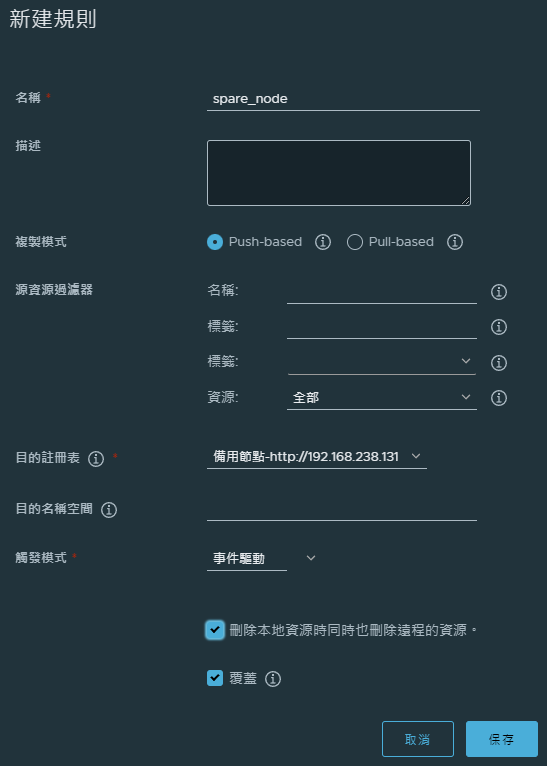 新建規則
名稱 *
spare_node
描述
複製模式
Push-based
Pull-based
源資源過濾器
名稱:
標籤:
標籤:
資源:
全部
目的註冊表 *
備用節點-http://192.168.238.131
目的名稱空間
觸發模式 *
事件驅動
刪除本地資源時同時也刪除遠程的資源。
覆蓋
取消
保存